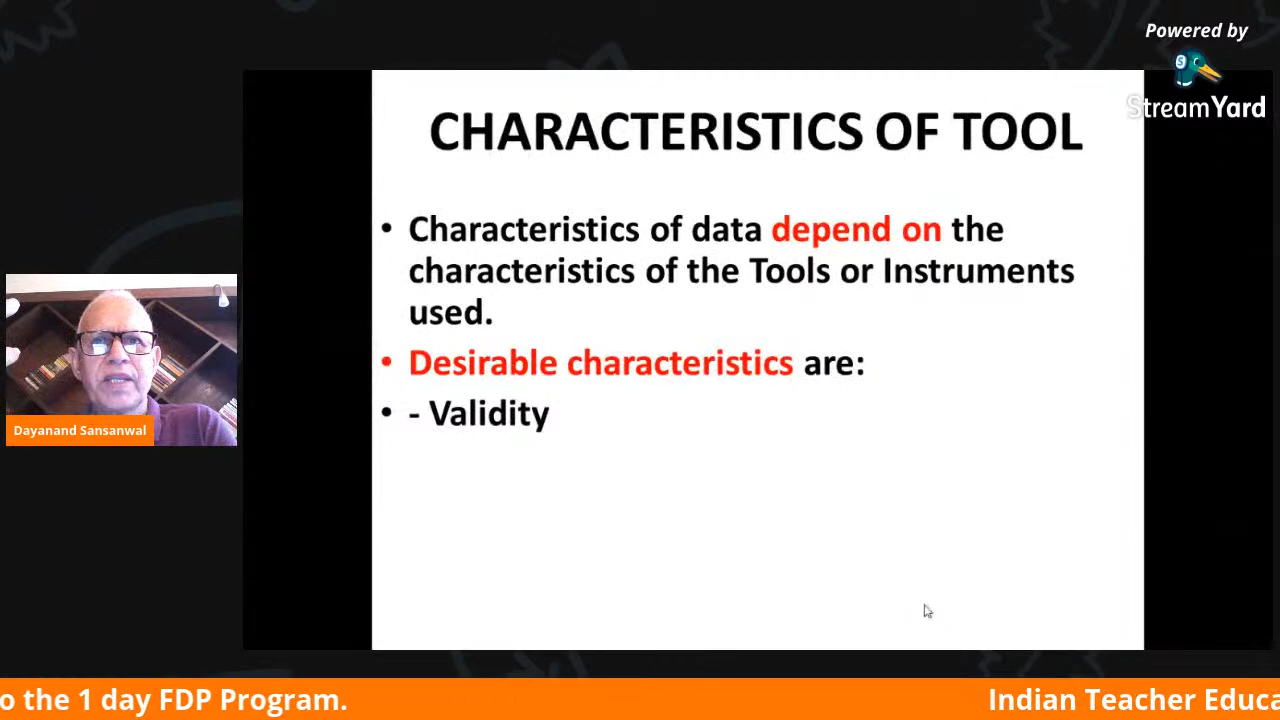 Powered by
StreamYard
CHARACTERISTICS OF TOOL
• Characteristics of data depend on the
characteristics of the Tools or Instruments
used.
• Desirable characteristics are:
• - Validity
Dayanand Sansanwal
o the 1 day FDP Program.
Indian Teacher Educa